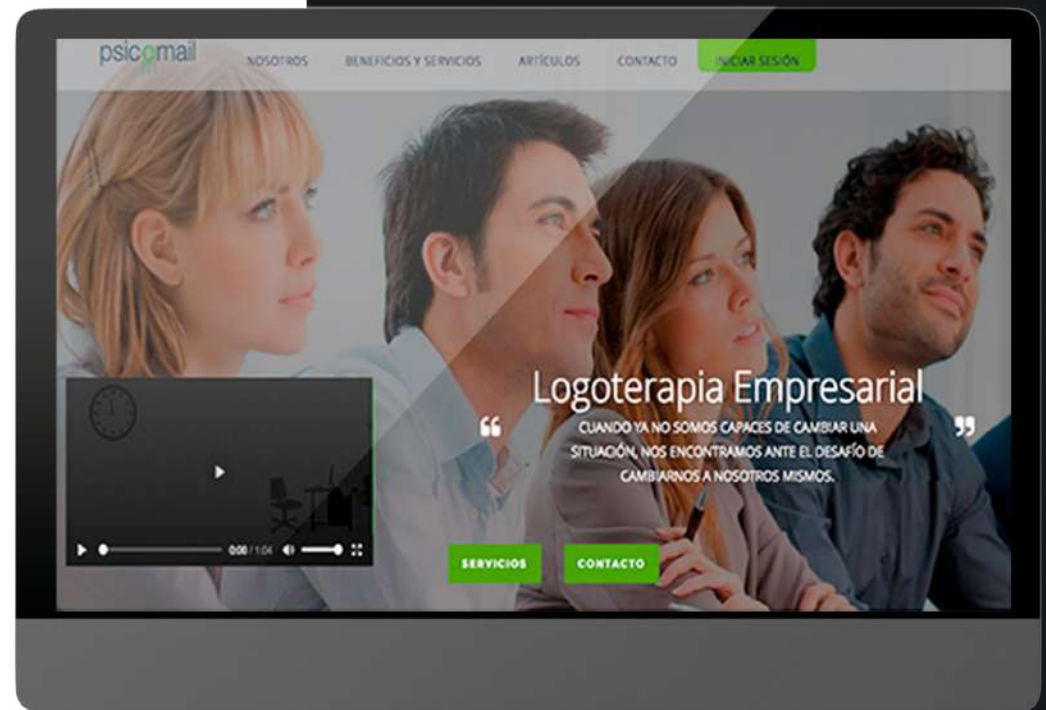 psicomail
NOSOTROS
BENEFICIOS Y SERVICIOS
ARTÍCULOS
CONTACTO
INICIAR SESIÓN
Logoterapia Empresarial
“
CUANDO YA NO SOMOS CAPACES DE CAMBIAR UNA
SITUACIÓN, NOS ENCONTRAMOS ANTE EL DESAFÍO DE
CAMBIARNOS A NOSOTROS MISMOS.
”
0:00 / 1:04
SERVICIOS
CONTACTO